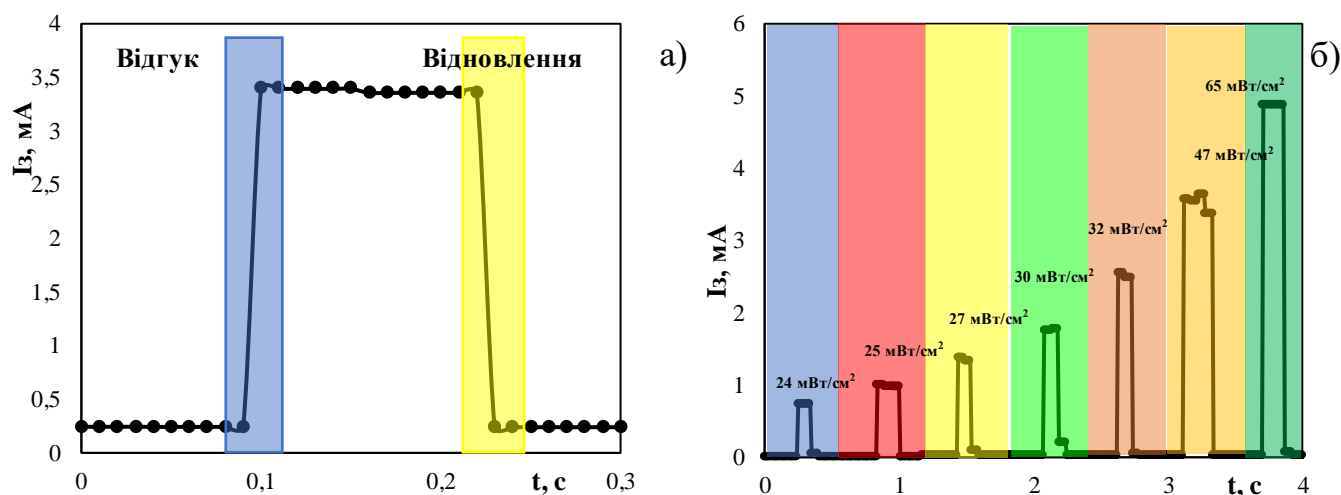 а)
Відгук
Відновлення
Iз, мА
4
3,5
3
2,5
2
1,5
1
0,5
0
0
0,1
0,2
0,3
t, с
б)
Iз, мА
6
5
4
3
2
1
0
24 мВт/см²
25 мВт/см²
27 мВт/см²
30 мВт/см²
32 мВт/см²
47 мВт/см²
65 мВт/см²
0
1
2
3
4
t, с